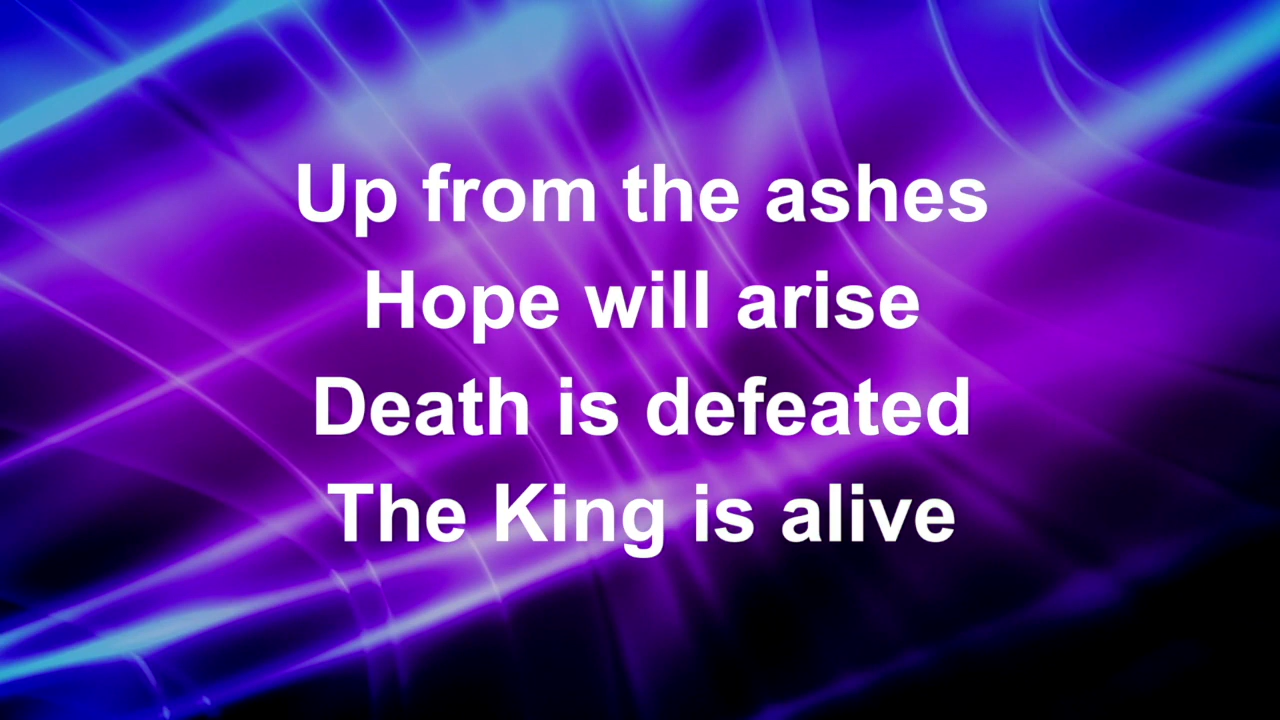 Up from the ashes
Hope will arise
Death is defeated
The King is alive